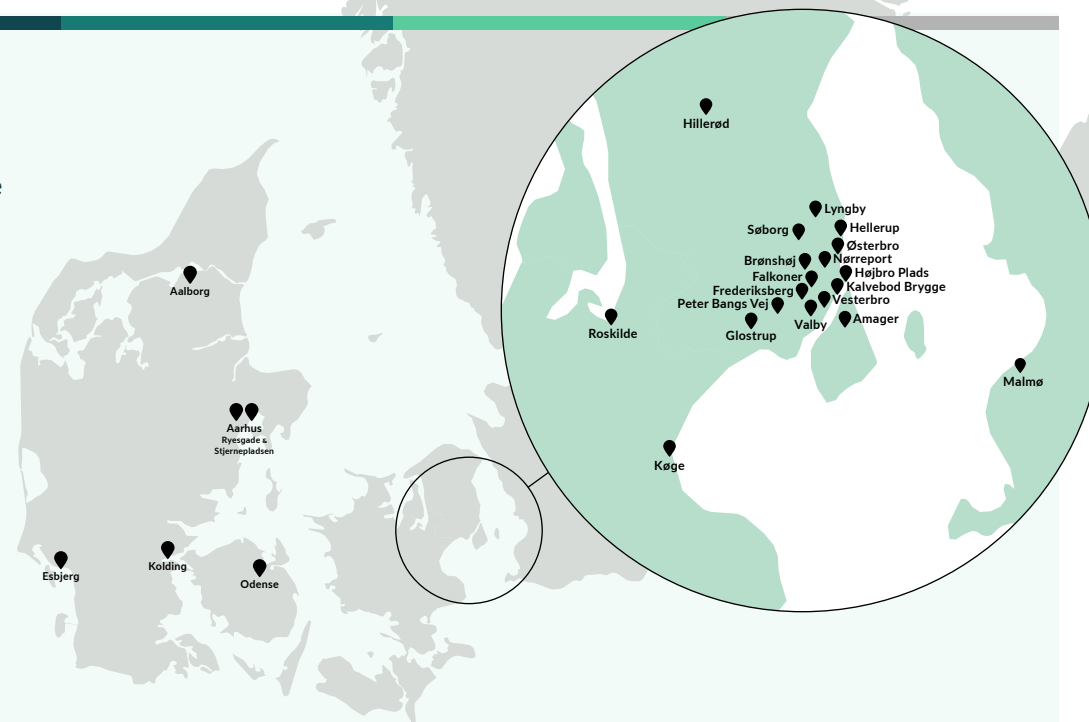 Hillerød
Lyngby
Søborg
Hellerup
Østerbro
Brønshøj
Nørreport
Falkoner
Højbro Plads
Frederiksberg
Kalvebod Brygge
Peter Bangs Vej
Vesterbro
Valby
Amager
Glostrup
Roskilde
Malmø
Køge
Aalborg
Aarhus
Ryesgade &
Stjernepladsen
Esbjerg
Kolding
Odense